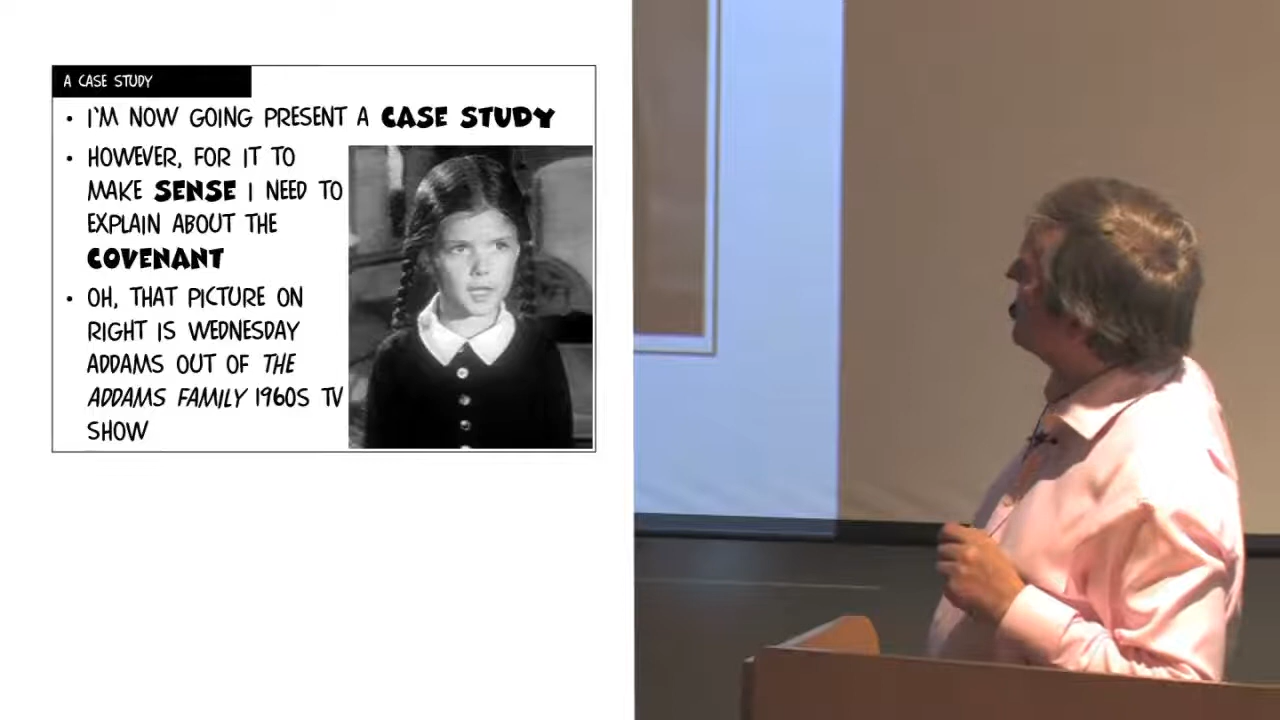 A CASE STUDY
• I'M NOW GOING PRESENT A CASE STUDY
• HOWEVER, FOR IT TO
MAKE SENSE I NEED TO
EXPLAIN ABOUT THE
COVENANT
• OH, THAT PICTURE ON
RIGHT IS WEDNESDAY
ADDAMS OUT OF THE
ADDAMS FAMILY 1960S TV
SHOW